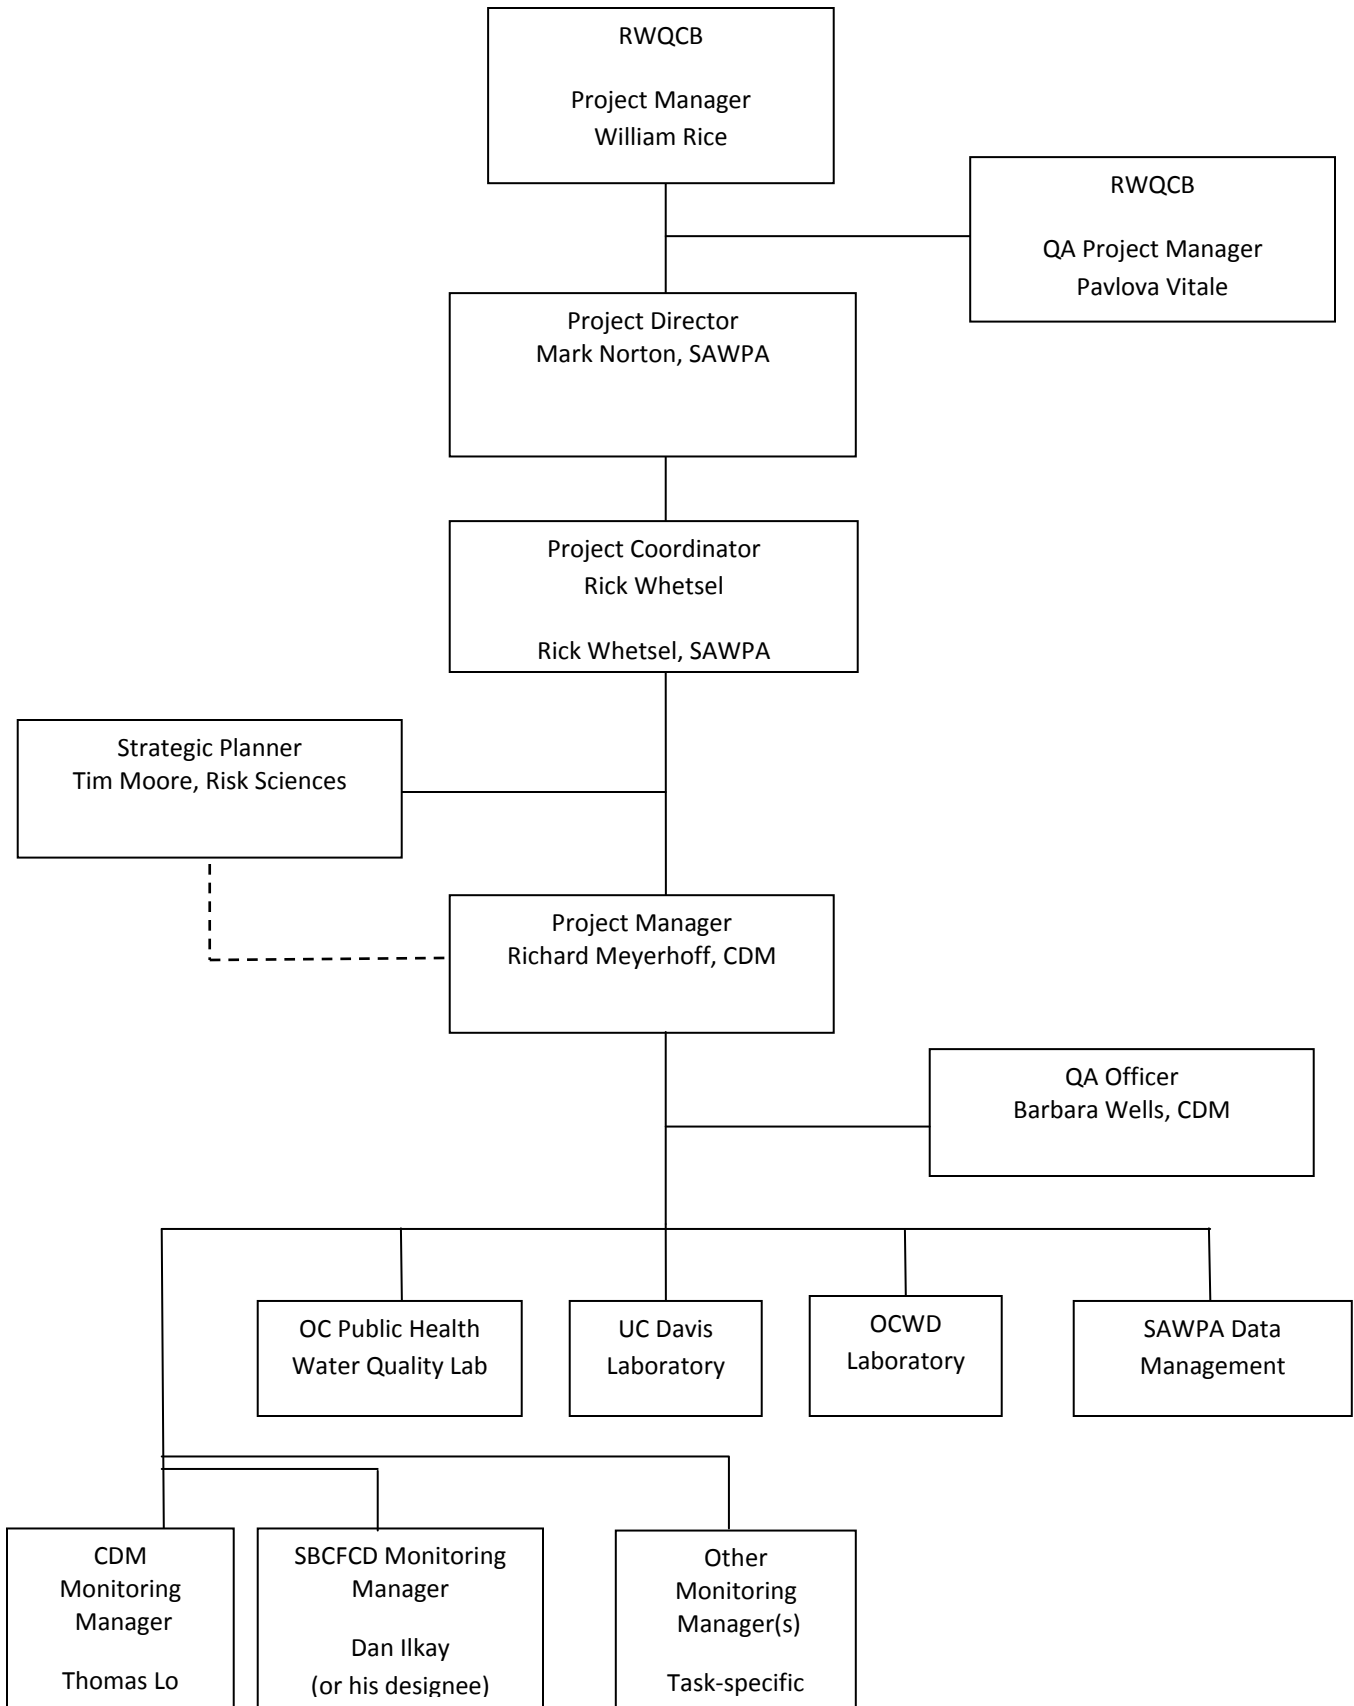 RWQCB
Project Manager
William Rice
RWQCB
QA Project Manager
Pavlova Vitale
Project Director
Mark Norton, SAWPA
Project Coordinator
Rick Whetsel
Rick Whetsel, SAWPA
Strategic Planner
Tim Moore, Risk Sciences
Project Manager
Richard Meyerhoff, CDM
QA Officer
Barbara Wells, CDM
OC Public Health
Water Quality Lab
UC Davis
Laboratory
OCWD
Laboratory
SAWPA Data
Management
CDM
Monitoring
Manager
Thomas Lo
SBCFCD Monitoring
Manager
Dan Ilkay
(or his designee)
Other
Monitoring
Manager(s)
Task-specific